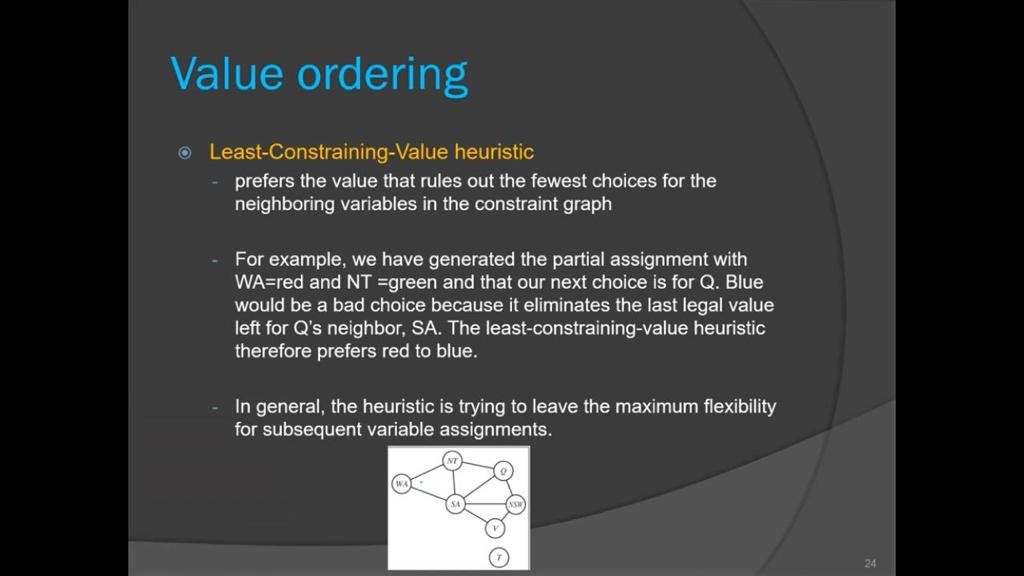 Value ordering
Least-Constraining-Value heuristic
- prefers the value that rules out the fewest choices for the
neighboring variables in the constraint graph
- For example, we have generated the partial assignment with
WA=red and NT =green and that our next choice is for Q. Blue
would be a bad choice because it eliminates the last legal value
left for Q's neighbor, SA. The least-constraining-value heuristic
therefore prefers red to blue.
- In general, the heuristic is trying to leave the maximum flexibility
for subsequent variable assignments.
NT
Q
WA
SA
NSW
V
T
24